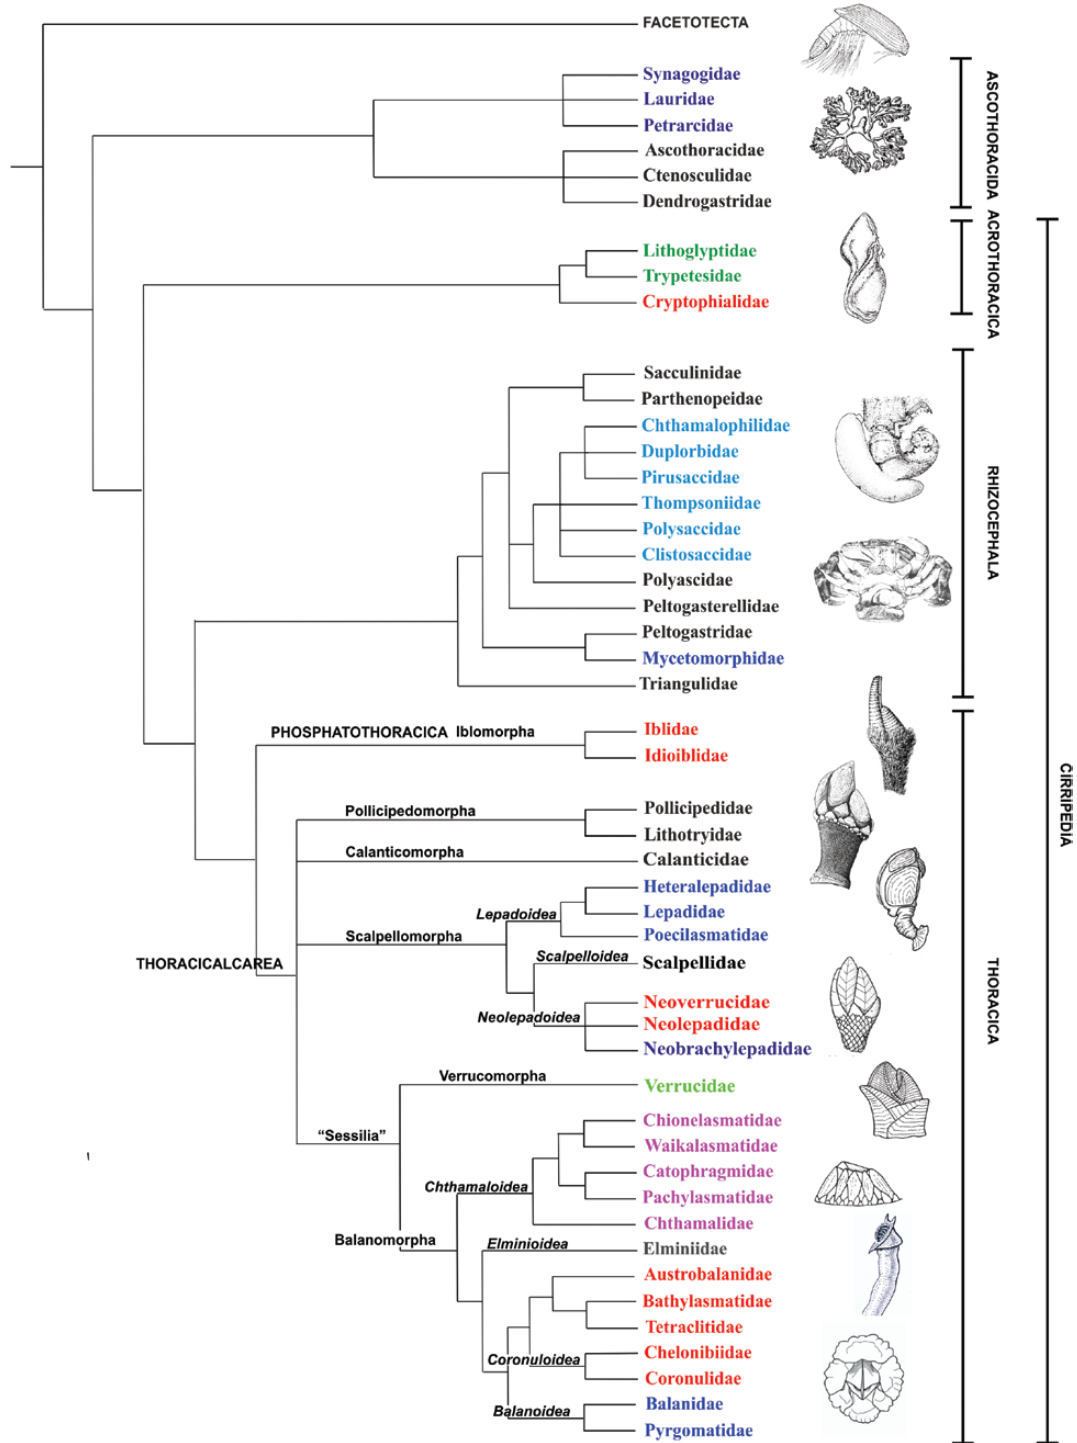 FACETOTECTA
Synagogidae
Lauridae
Petrarcidae
Ascothoracidae
Ctenosculidae
Dendrogastridae
ASCOTHORACIDA
Lithoglyptidae
Trypetesidae
Cryptophialidae
ACROTHORACICA
Sacculinidae
Parthenopeidae
Chthamalophilidae
Duplorbidae
Pirusaccidae
Thompsoniidae
Polysaccidae
Clistosaccidae
Polyascidae
Peltogasterellidae
Peltogastridae
Mycetomorphidae
Triangulidae
RHIZOCEPHALA
PHOSPHATOTHORACICA Iblomorpha
Iblidae
Idioiblidae
Pollicipedomorpha
Pollicipedidae
Lithotryidae
Calanticomorpha
Calanticidae
THORACICALCAREA
Scalpellomorpha
Lepadoidea
Heteralepadidae
Lepadidae
Poecilasmatidae
Scalpelloidea
Scalpellidae
Neolepadoidea
Neoverrucidae
Neolepadidae
Neobrachylepadidae
Verrucomorpha
Verrucidae
“Sessilia”
Chthamaloidea
Chionelasmatidae
Waikalasmatidae
Catophragmidae
Pachylasmatidae
Chthamalidae
Balanomorpha
Elminioidea
Elminiidae
Austrobalanidae
Bathylasmatidae
Tetraclitidae
Coronuloidea
Chelonibiidae
Coronulidae
Balanoidea
Balanidae
Pyrgomatidae
THORACICA
CIRRIPEDIA